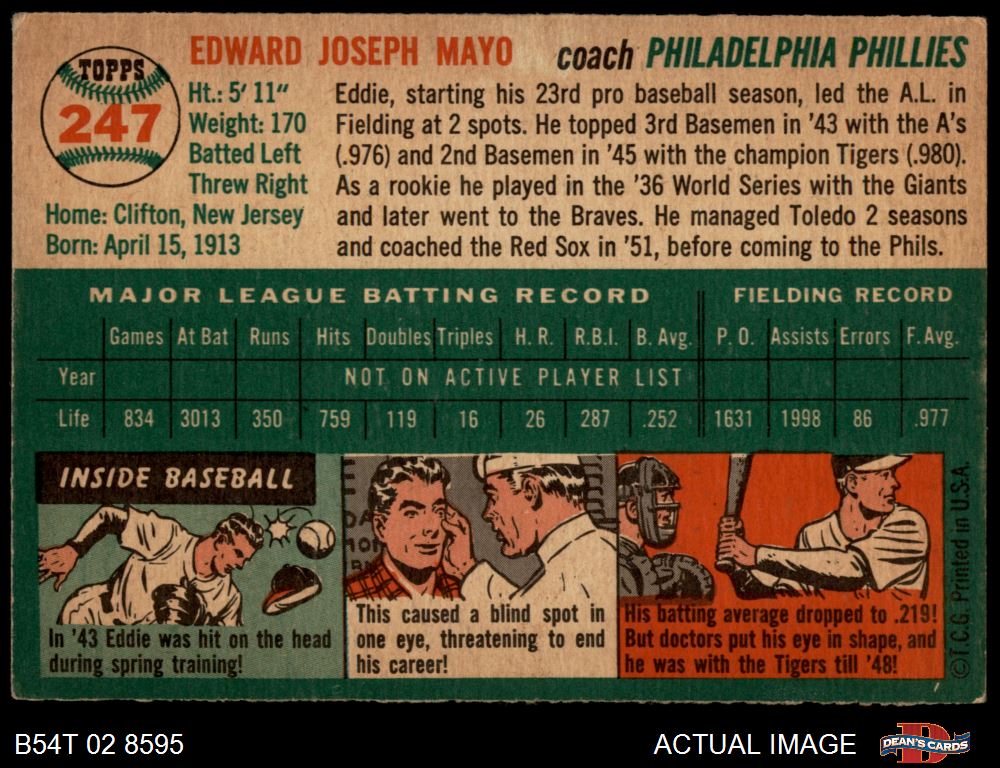 TOPPS
247
EDWARD JOSEPH MAYO
coach PHILADELPHIA PHILLIES
Ht.: 5' 11"
Weight: 170
Batted Left
Threw Right
Home: Clifton, New Jersey
Born: April 15, 1913
Eddie, starting his 23rd pro baseball season, led the A.L. in
Fielding at 2 spots. He topped 3rd Basemen in '43 with the A's
(.976) and 2nd Basemen in '45 with the champion Tigers (.980).
As a rookie he played in the '36 World Series with the Giants
and later went to the Braves. He managed Toledo 2 seasons
and coached the Red Sox in '51, before coming to the Phils.
MAJOR LEAGUE BATTING RECORD FIELDING RECORD
Games At Bat Runs Hits Doubles Triples H. R. R.B.I. B. Avg. P. O. Assists Errors F. Avg.
Year NOT ON ACTIVE PLAYER LIST
Life 834 3013 350 759 119 16 26 287 .252 1631 1998 86 .977
INSIDE BASEBALL
In '43 Eddie was hit on the head
during spring training!
This caused a blind spot in
one eye, threatening to end
his career!
His batting average dropped to .219!
But doctors put his eye in shape, and
he was with the Tigers till '48!
©T.C.G. Printed in U.S.A.
B54T 02 8595
ACTUAL IMAGE
DEAN'S CARDS